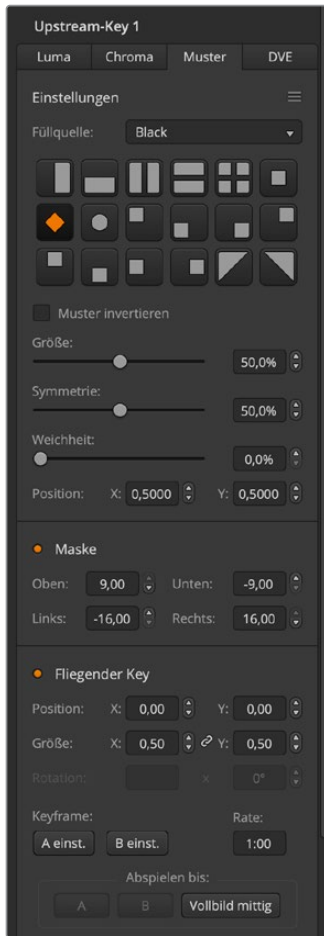 Upstream-Key 1
Luma Chroma Muster DVE
Einstellungen
Füllquelle: Black
Muster invertieren
Größe:
50,0%
Symmetrie:
50,0%
Weichheit:
0,0%
Position: X: 0,5000 Y: 0,5000
Maske
Oben: 9,00 Unten: -9,00
Links: -16,00 Rechts: 16,00
Fliegender Key
Position: X: 0,00 Y: 0,00
Größe: X: 0,50 Y: 0,50
Rotation: x 0°
Keyframe: Rate:
A einst. B einst. 1:00
Abspielen bis:
A B Vollbild mittig